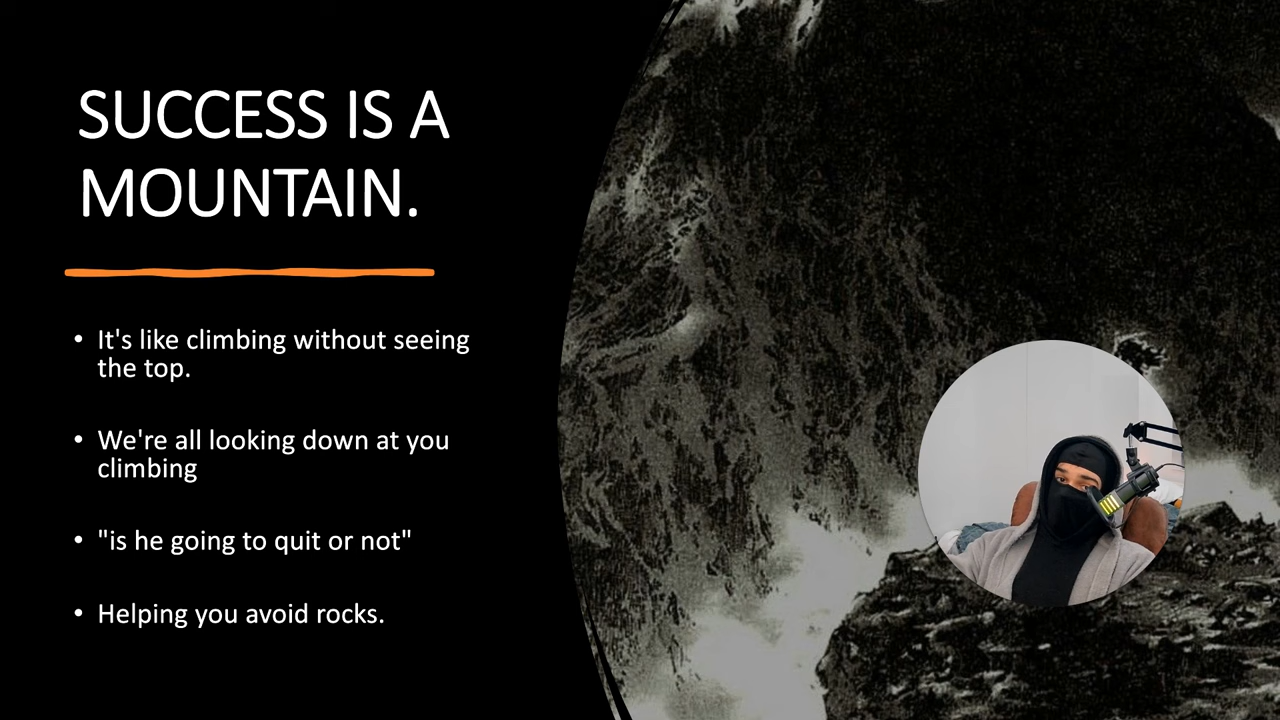 SUCCESS IS A
MOUNTAIN.
• It's like climbing without seeing
the top.
• We're all looking down at you
climbing
• "is he going to quit or not"
• Helping you avoid rocks.